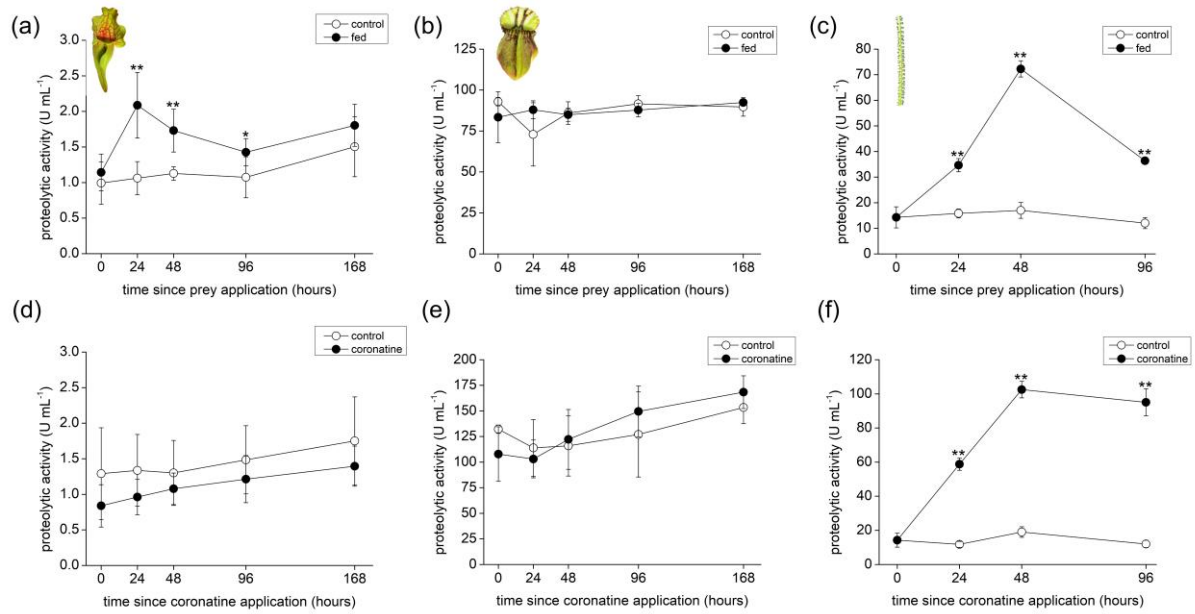 (a)
control
fed
**
**
*
3.0
2.5
2.0
1.5
1.0
0.5
0.0
proteolytic activity (U mL⁻¹)
0 24 48 96 168
time since prey application (hours)
(b)
control
fed
125
100
75
50
25
0
proteolytic activity (U mL⁻¹)
0 24 48 96 168
time since prey application (hours)
(c)
control
fed
**
**
**
80
70
60
50
40
30
20
10
0
proteolytic activity (U mL⁻¹)
0 24 48 96
time since prey application (hours)
(d)
control
coronatine
3.0
2.5
2.0
1.5
1.0
0.5
0.0
proteolytic activity (U mL⁻¹)
0 24 48 96 168
time since coronatine application (hours)
(e)
control
coronatine
200
175
150
125
100
75
50
25
0
proteolytic activity (U mL⁻¹)
0 24 48 96 168
time since coronatine application (hours)
(f)
control
coronatine
**
**
**
120
100
80
60
40
20
0
proteolytic activity (U mL⁻¹)
0 24 48 96
time since coronatine application (hours)